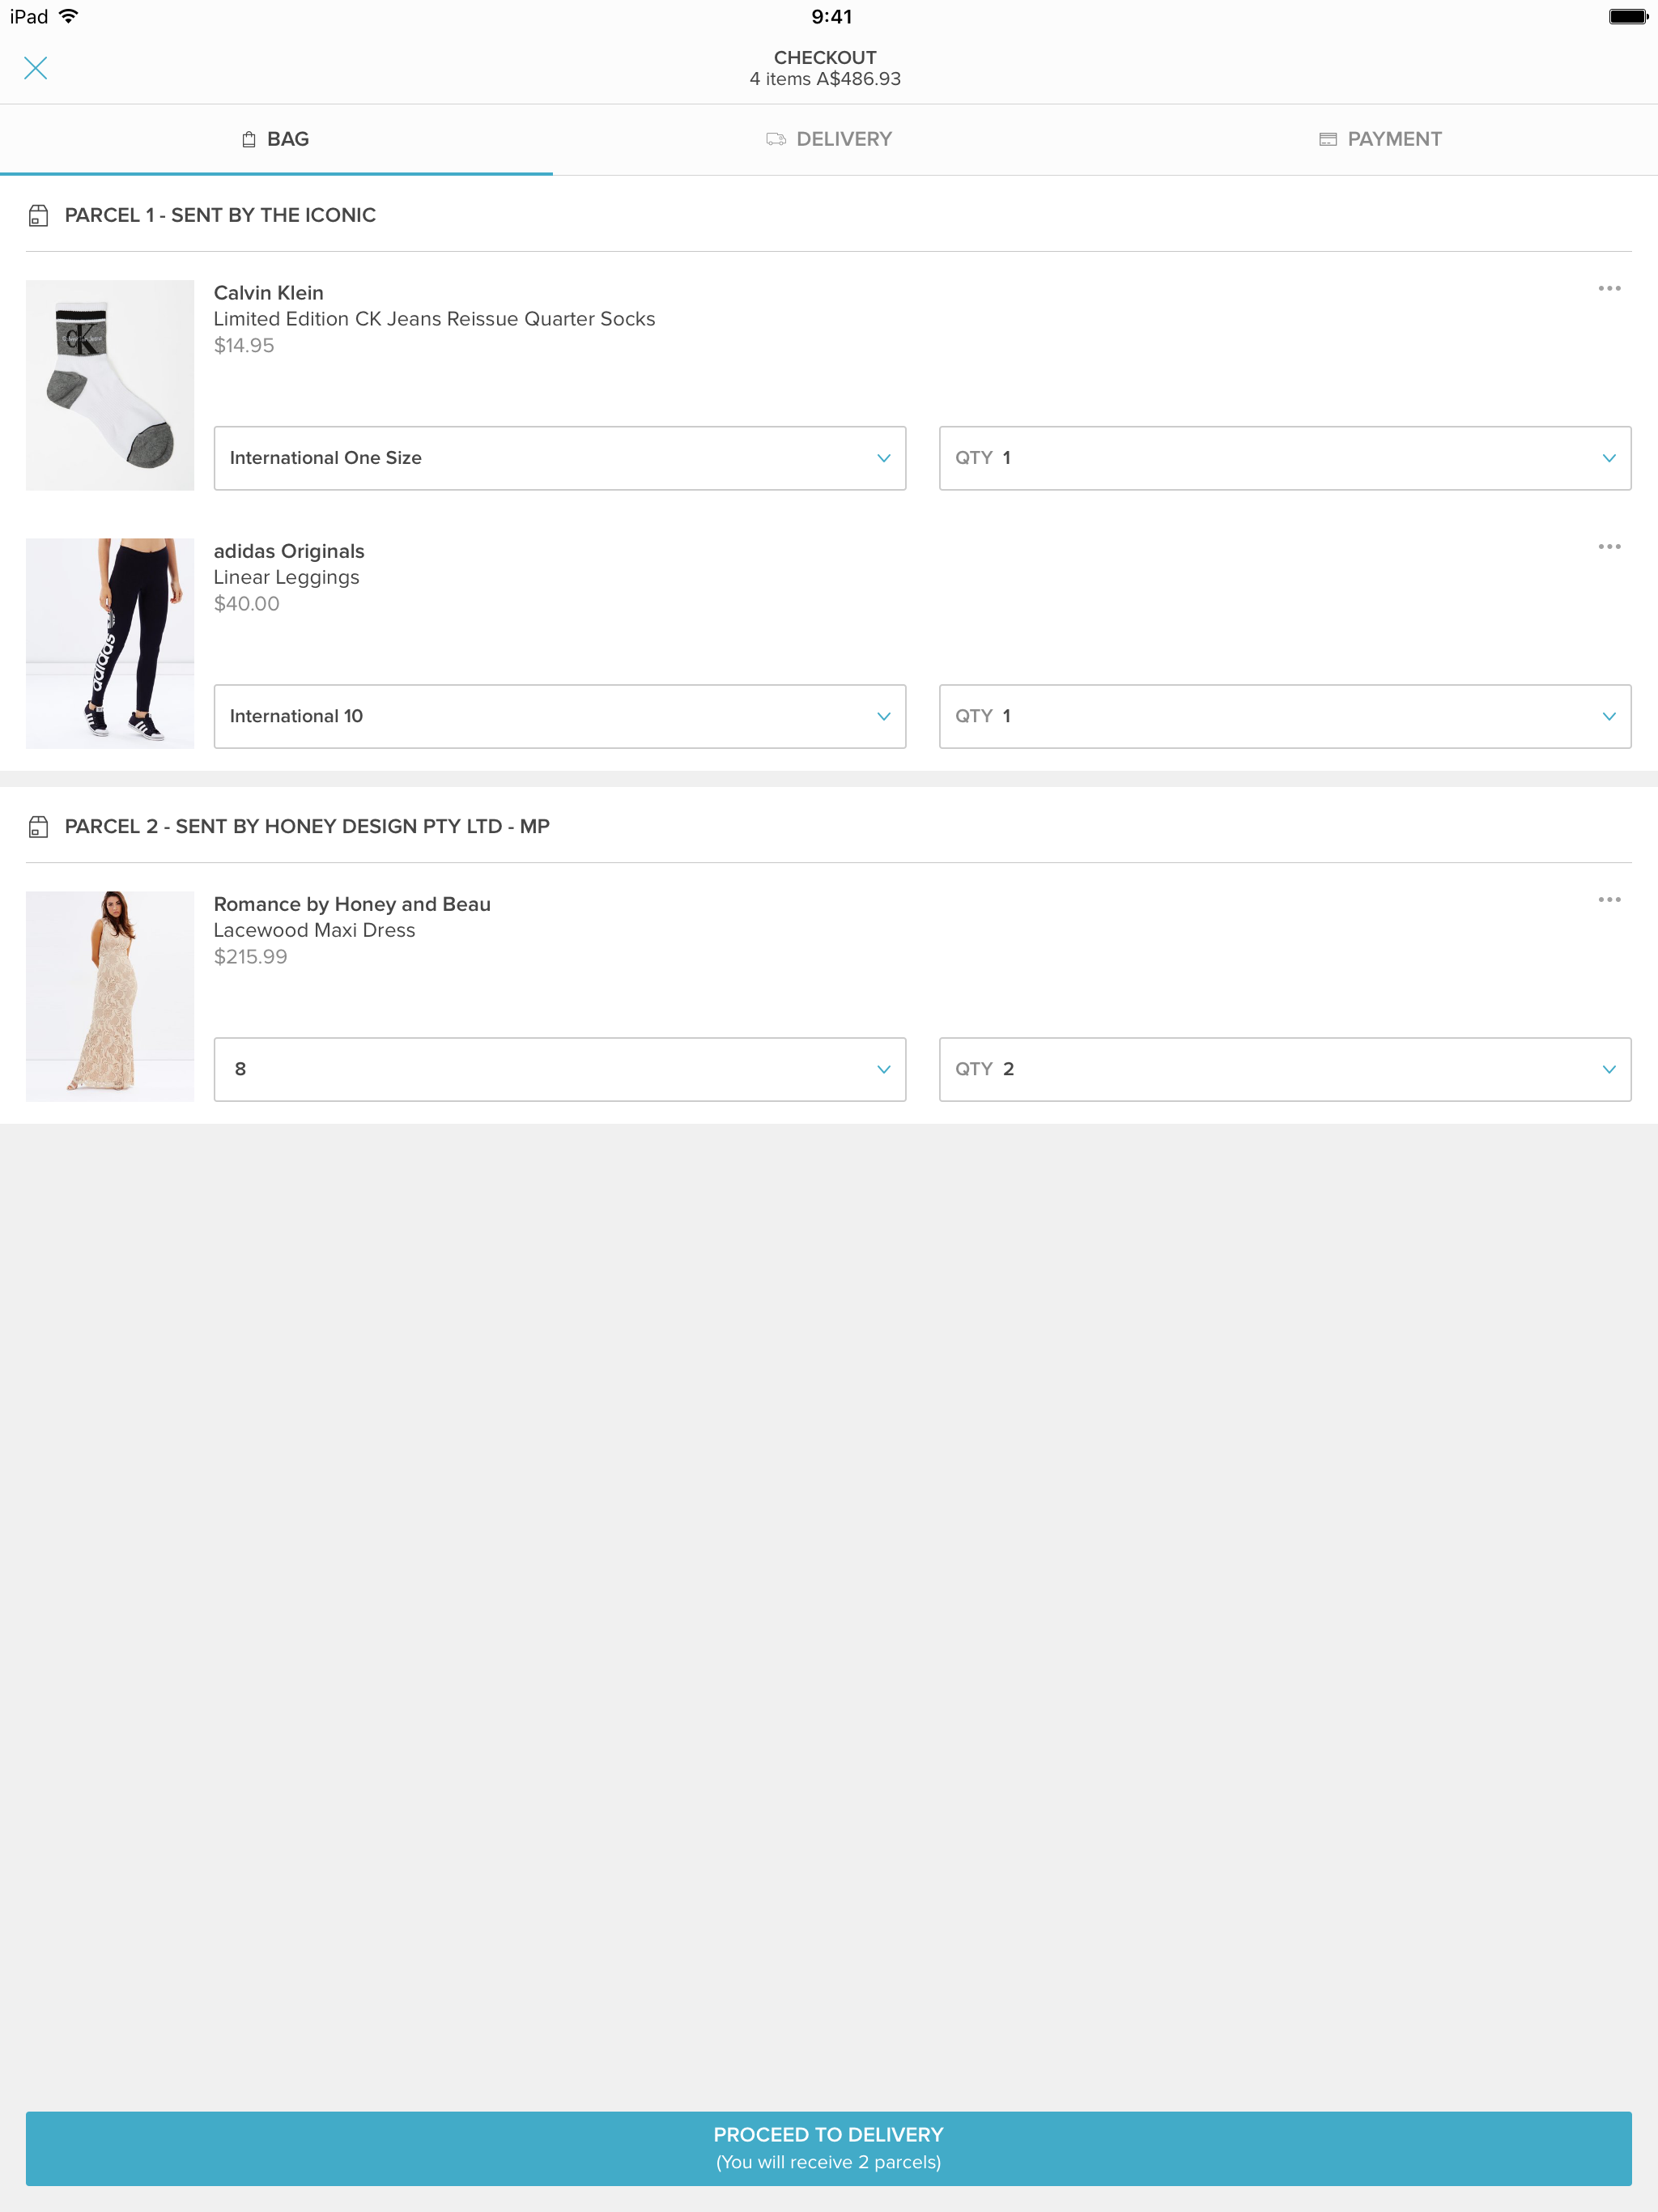 iPad
9:41
CHECKOUT
4 items A$486.93
BAG
DELIVERY
PAYMENT
PARCEL 1 - SENT BY THE ICONIC
Calvin Klein
Limited Edition CK Jeans Reissue Quarter Socks
$14.95
CK
International One Size
QTY 1
adidas Originals
Linear Leggings
$40.00
adidas
International 10
QTY 1
PARCEL 2 - SENT BY HONEY DESIGN PTY LTD - MP
Romance by Honey and Beau
Lacewood Maxi Dress
$215.99
8
QTY 2
PROCEED TO DELIVERY
(You will receive 2 parcels)